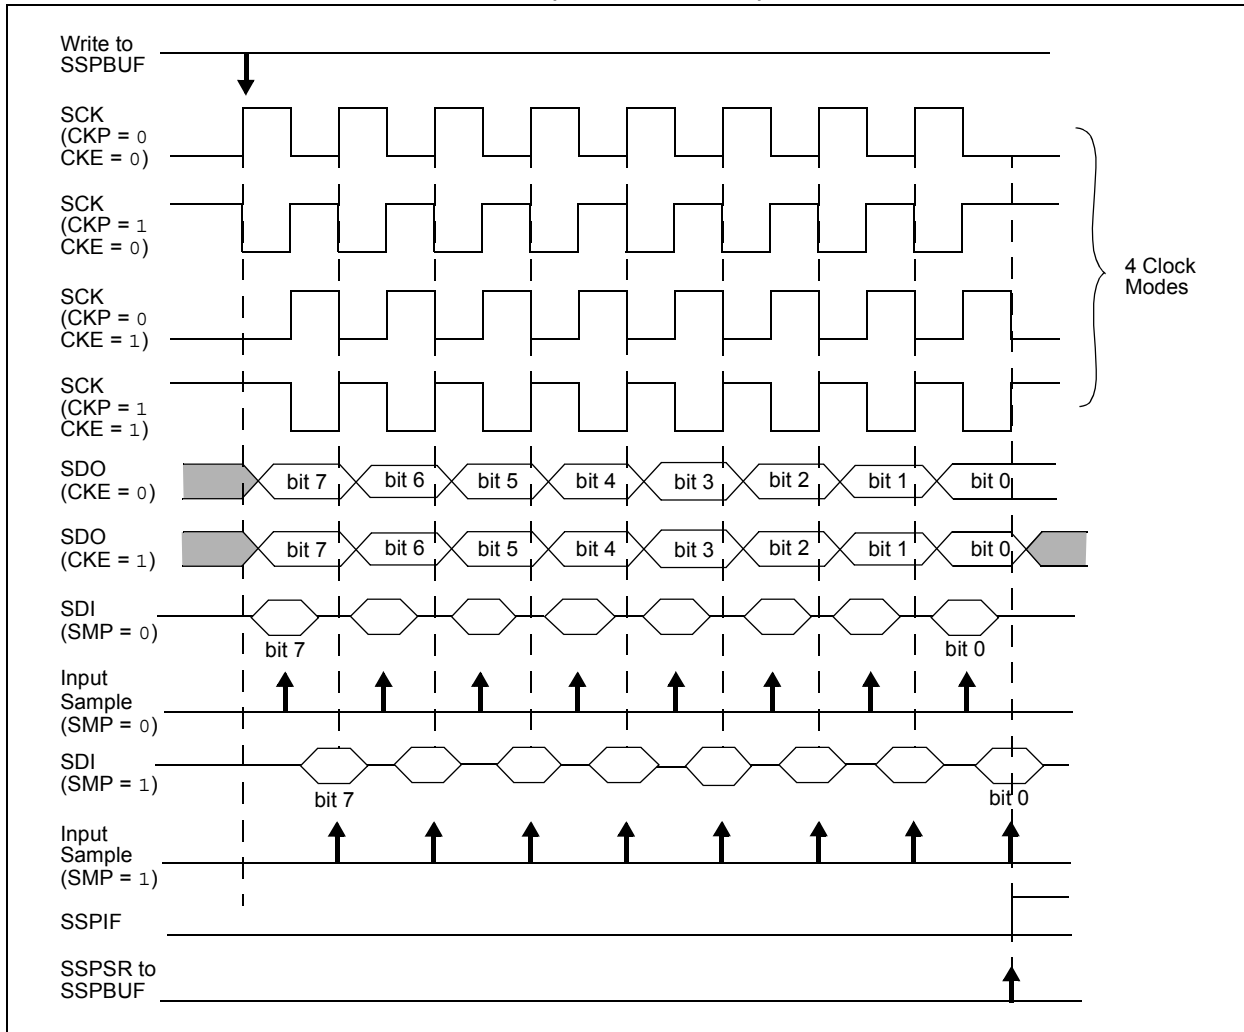 Write to
SSPBUF
SCK
(CKP = 0
CKE = 0)
SCK
(CKP = 1
CKE = 0)
4 Clock
Modes
SCK
(CKP = 0
CKE = 1)
SCK
(CKP = 1
CKE = 1)
SDO
(CKE = 0)
bit 7 bit 6 bit 5 bit 4 bit 3 bit 2 bit 1 bit 0
SDO
(CKE = 1)
bit 7 bit 6 bit 5 bit 4 bit 3 bit 2 bit 1 bit 0
SDI
(SMP = 0)
bit 7 bit 0
Input
Sample
(SMP = 0)
SDI
(SMP = 1)
bit 7 bit 0
Input
Sample
(SMP = 1)
SSPIF
SSPSR to
SSPBUF